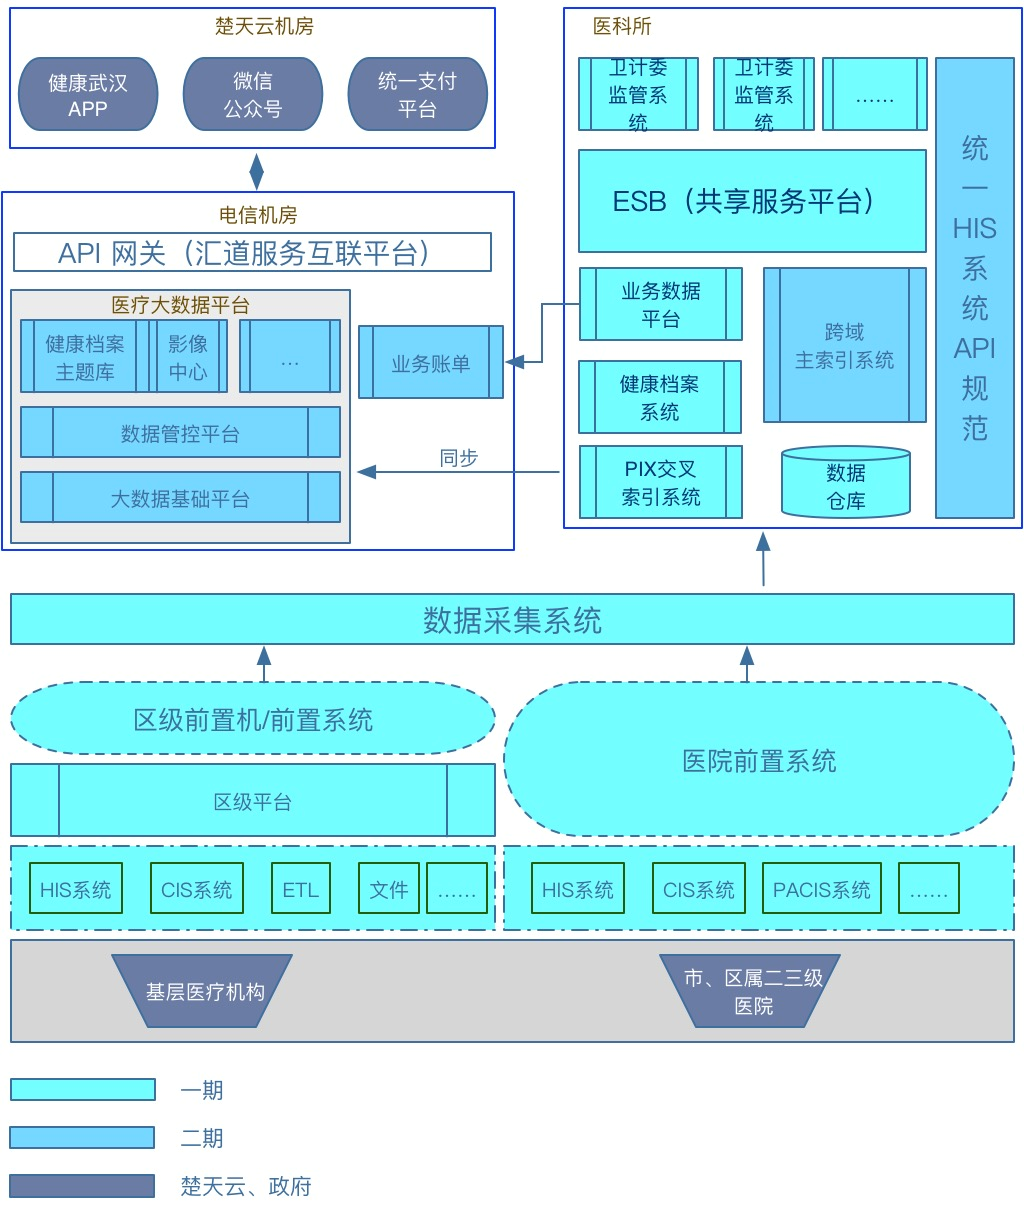 楚天云机房
健康武汉
APP
微信
公众号
统一支付
平台
电信机房
API 网关（汇道服务互联平台）
医疗大数据平台
健康档案
主题库
影像
中心
...
业务账单
数据管控平台
大数据基础平台
同步
医科所
卫计委
监管系
统
卫计委
监管系
统
……
ESB（共享服务平台）
业务数据
平台
跨域
主索引系统
健康档案
系统
PIX交叉
索引系统
数据
仓库
统
一
HIS
系
统
API
规
范
数据采集系统
区级前置机/前置系统
医院前置系统
区级平台
HIS系统
CIS系统
ETL
文件
……
HIS系统
CIS系统
PACIS系统
……
基层医疗机构
市、区属二三级
医院
一期
二期
楚天云、政府